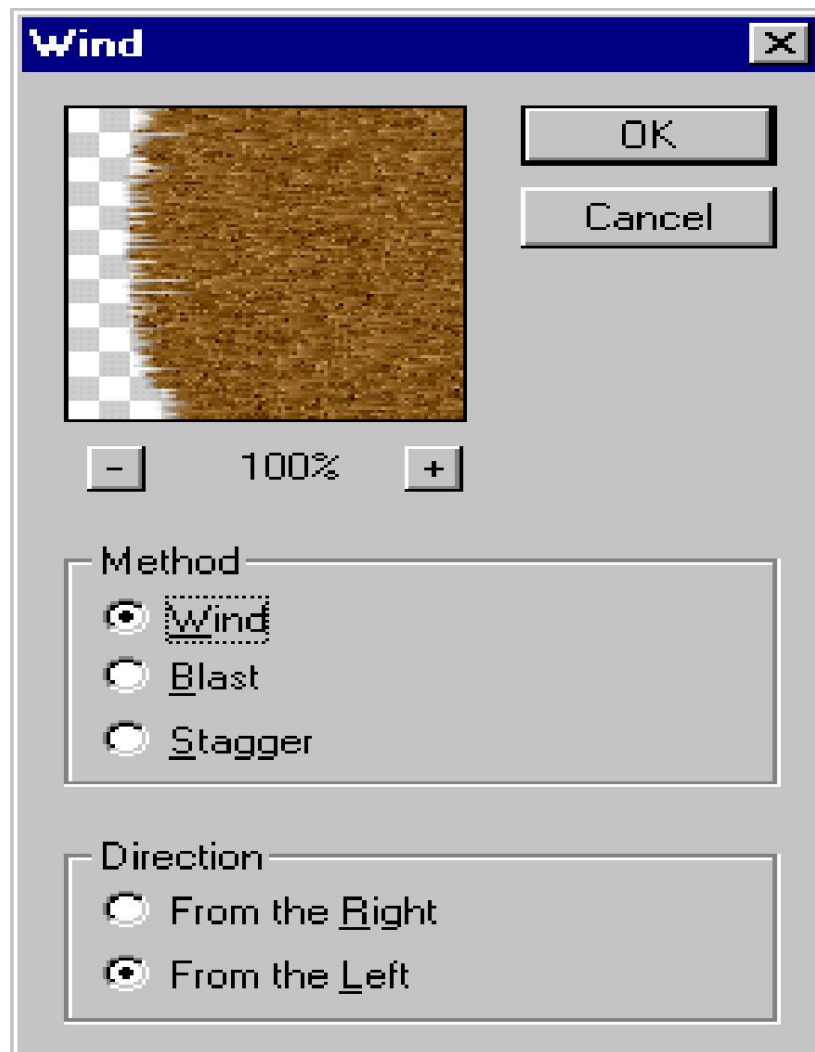 Wind
OK
Cancel
- 100% +
Method
Wind
Blast
Stagger
Direction
From the Right
From the Left